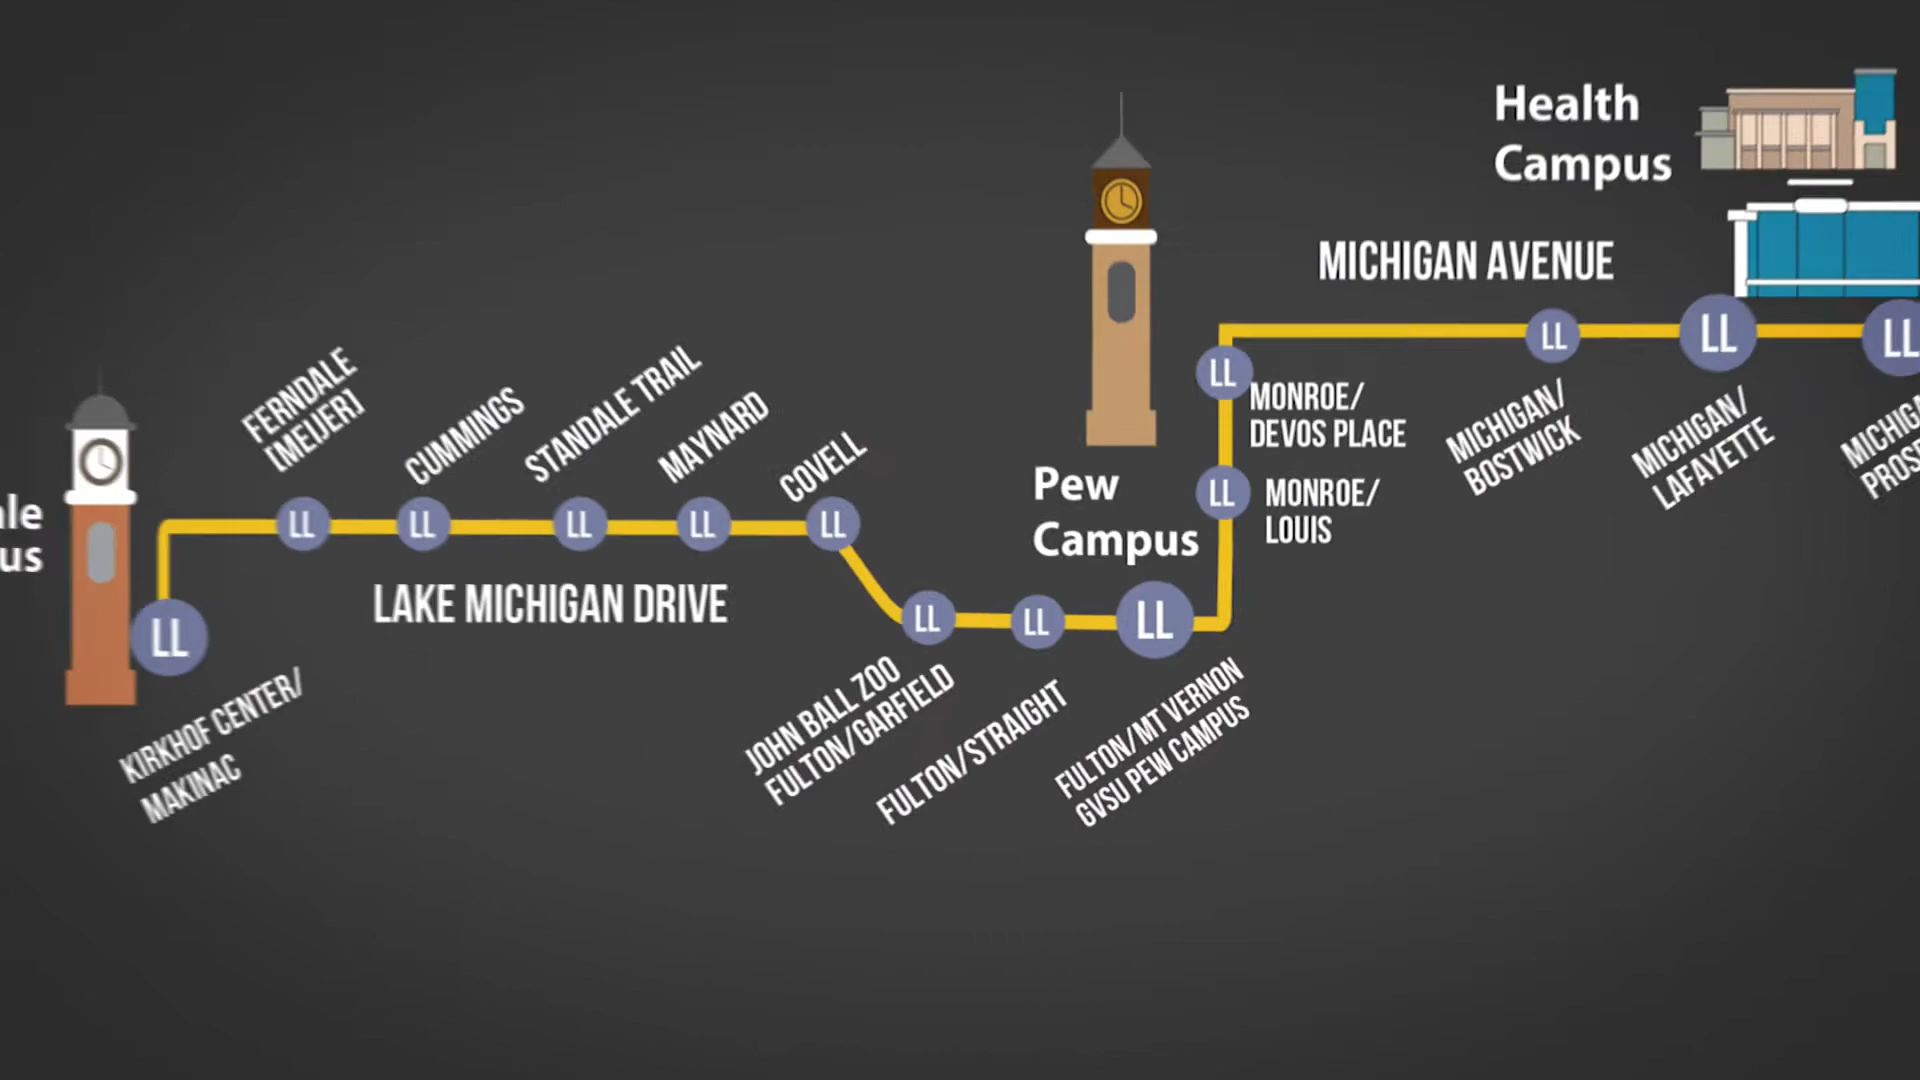 Health
Campus
MICHIGAN AVENUE
FERNDALE
[MEIJER]
CUMMINGS
STANDALE TRAIL
MAYNARD
COVELL
LL
LL
LL
LL
LL
LAKE MICHIGAN DRIVE
LL
KIRKHOF CENTER/
MAKINAC
LL
LL
LL
JOHN BALL ZOO
FULTON/GARFIELD
FULTON/STRAIGHT
FULTON/MT VERNON
GVSU PEW CAMPUS
Pew
Campus
LL
MONROE/
DEVOS PLACE
LL
MONROE/
LOUIS
LL
LL
LL
MICHIGAN/
BOSTWICK
MICHIGAN/
LAFAYETTE